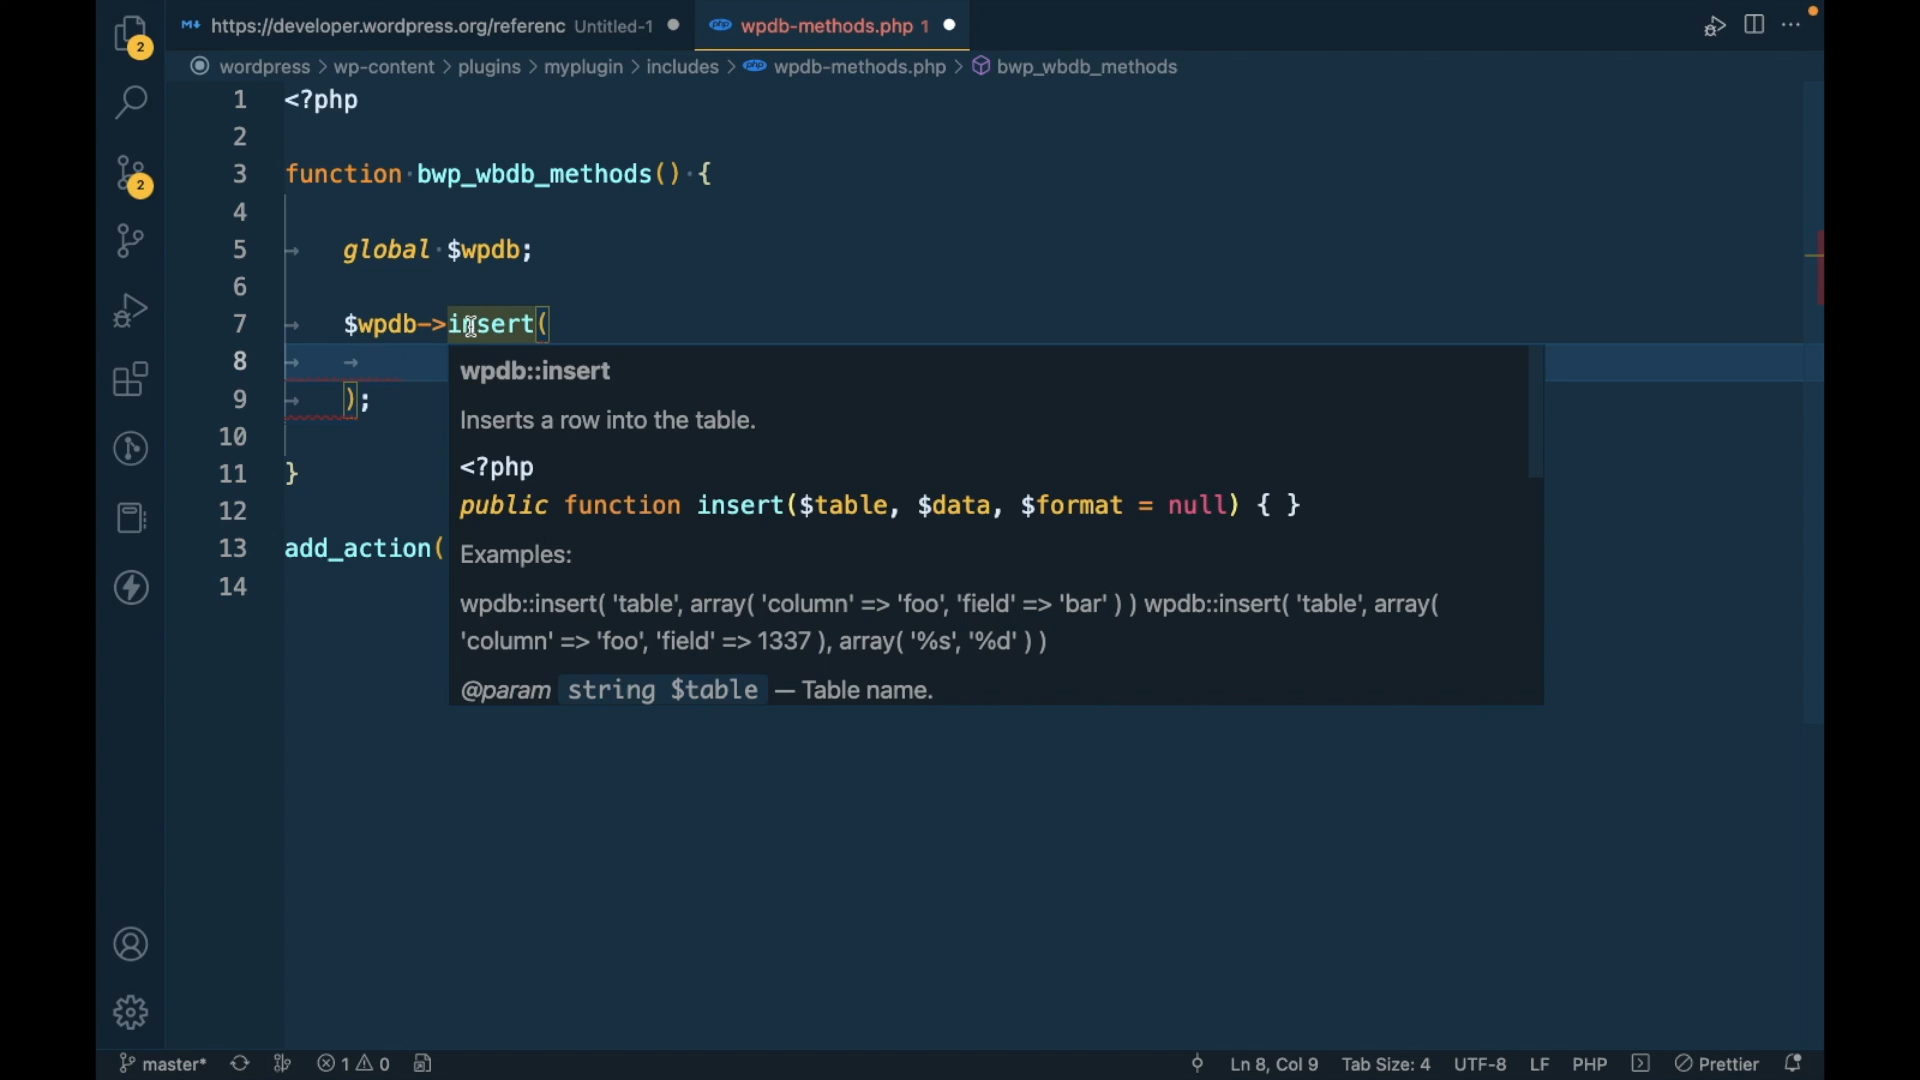 https://developer.wordpress.org/referenc Untitled-1
wpdb-methods.php 1
2
wordpress > wp-content > plugins > myplugin > includes > wpdb-methods.php > bwp_wbdb_methods
1 <?php
2
2
3 function bwp_wbdb_methods() {
4
5 global $wpdb;
6
7 $wpdb->insert(
8
9 );
10
11 }
12
13 add_action(
14
wpdb::insert
Inserts a row into the table.
<?php
public function insert($table, $data, $format = null) { }
Examples:
wpdb::insert( 'table', array( 'column' => 'foo', 'field' => 'bar' ) ) wpdb::insert( 'table', array(
'column' => 'foo', 'field' => 1337 ), array( '%s', '%d' ) )
@param string $table — Table name.
master* 1 0 Ln 8, Col 9 Tab Size: 4 UTF-8 LF PHP Prettier